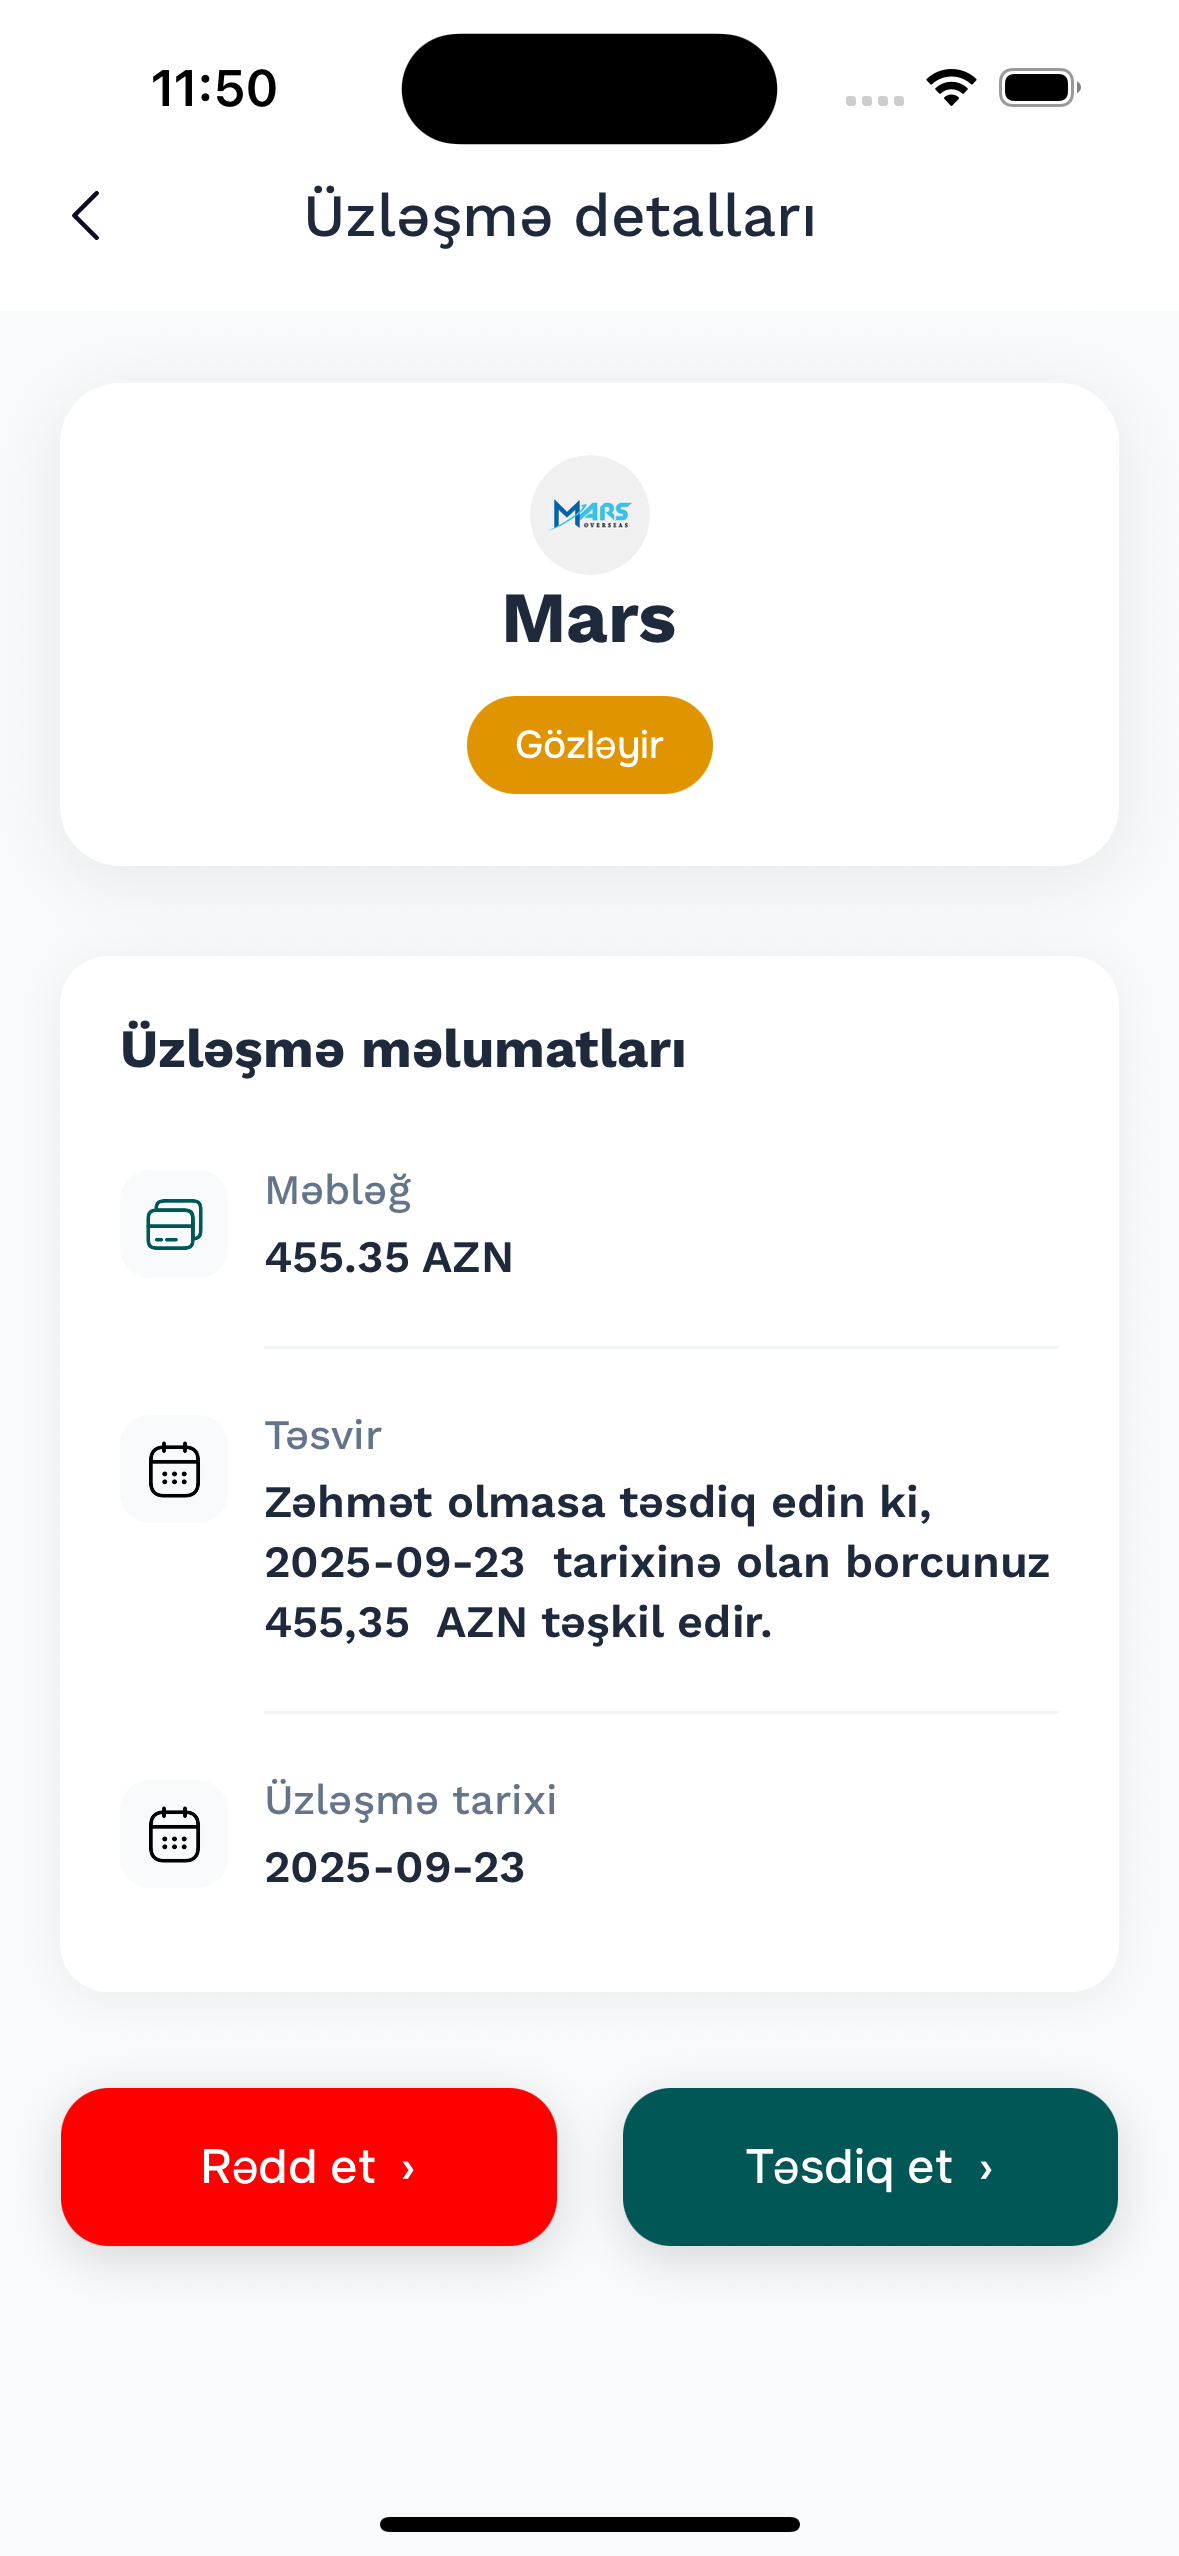 11:50
Üzləşmə detalları
MARS
OVERSEAS
Mars
Gözləyir
Üzləşmə məlumatları
Məbləğ
455.35 AZN
Təsvir
Zəhmət olmasa təsdiq edin ki,
2025-09-23  tarixinə olan borcunuz
455,35  AZN təşkil edir.
Üzləşmə tarixi
2025-09-23
Rədd et ›
Təsdiq et ›